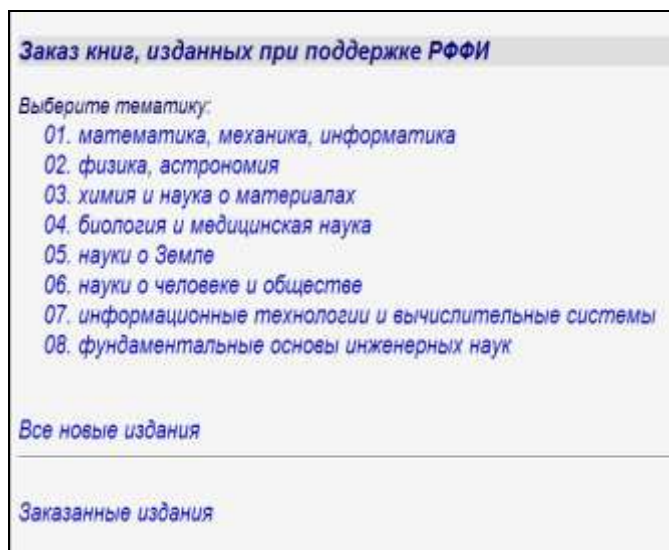 Заказ книг, изданных при поддержке РФФИ
Выберите тематику:
01. математика, механика, информатика
02. физика, астрономия
03. химия и наука о материалах
04. биология и медицинская наука
05. науки о Земле
06. науки о человеке и обществе
07. информационные технологии и вычислительные системы
08. фундаментальные основы инженерных наук
Все новые издания
Заказанные издания